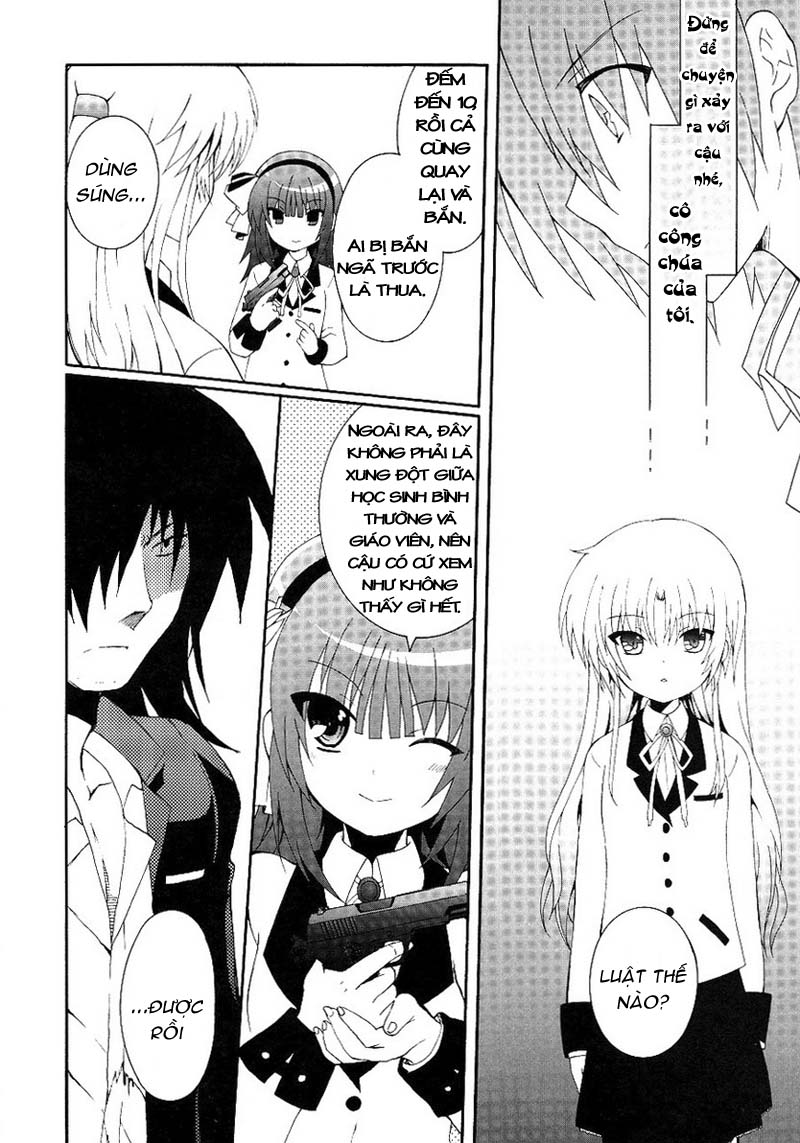 Đừng
để
chuyện
gì xảy
ra với
cậu nhé,
cô
công
chúa
của
tôi.
LUẬT THẾ
NÀO?
ĐẾM
ĐẾN 10,
RỒI CẢ
CÙNG
QUAY
LẠI VÀ
BẮN.
AI BỊ BẮN
NGÃ TRƯỚC
LÀ THUA.
DÙNG
SÚNG...
NGOÀI RA, ĐÂY
KHÔNG PHẢI LÀ
XUNG ĐỘT GIỮA
HỌC SINH BÌNH
THƯỜNG VÀ
GIÁO VIÊN, NÊN
CẬU CÓ CỨ XEM
NHƯ KHÔNG
THẤY GÌ HẾT.
...ĐƯỢC
RỒI